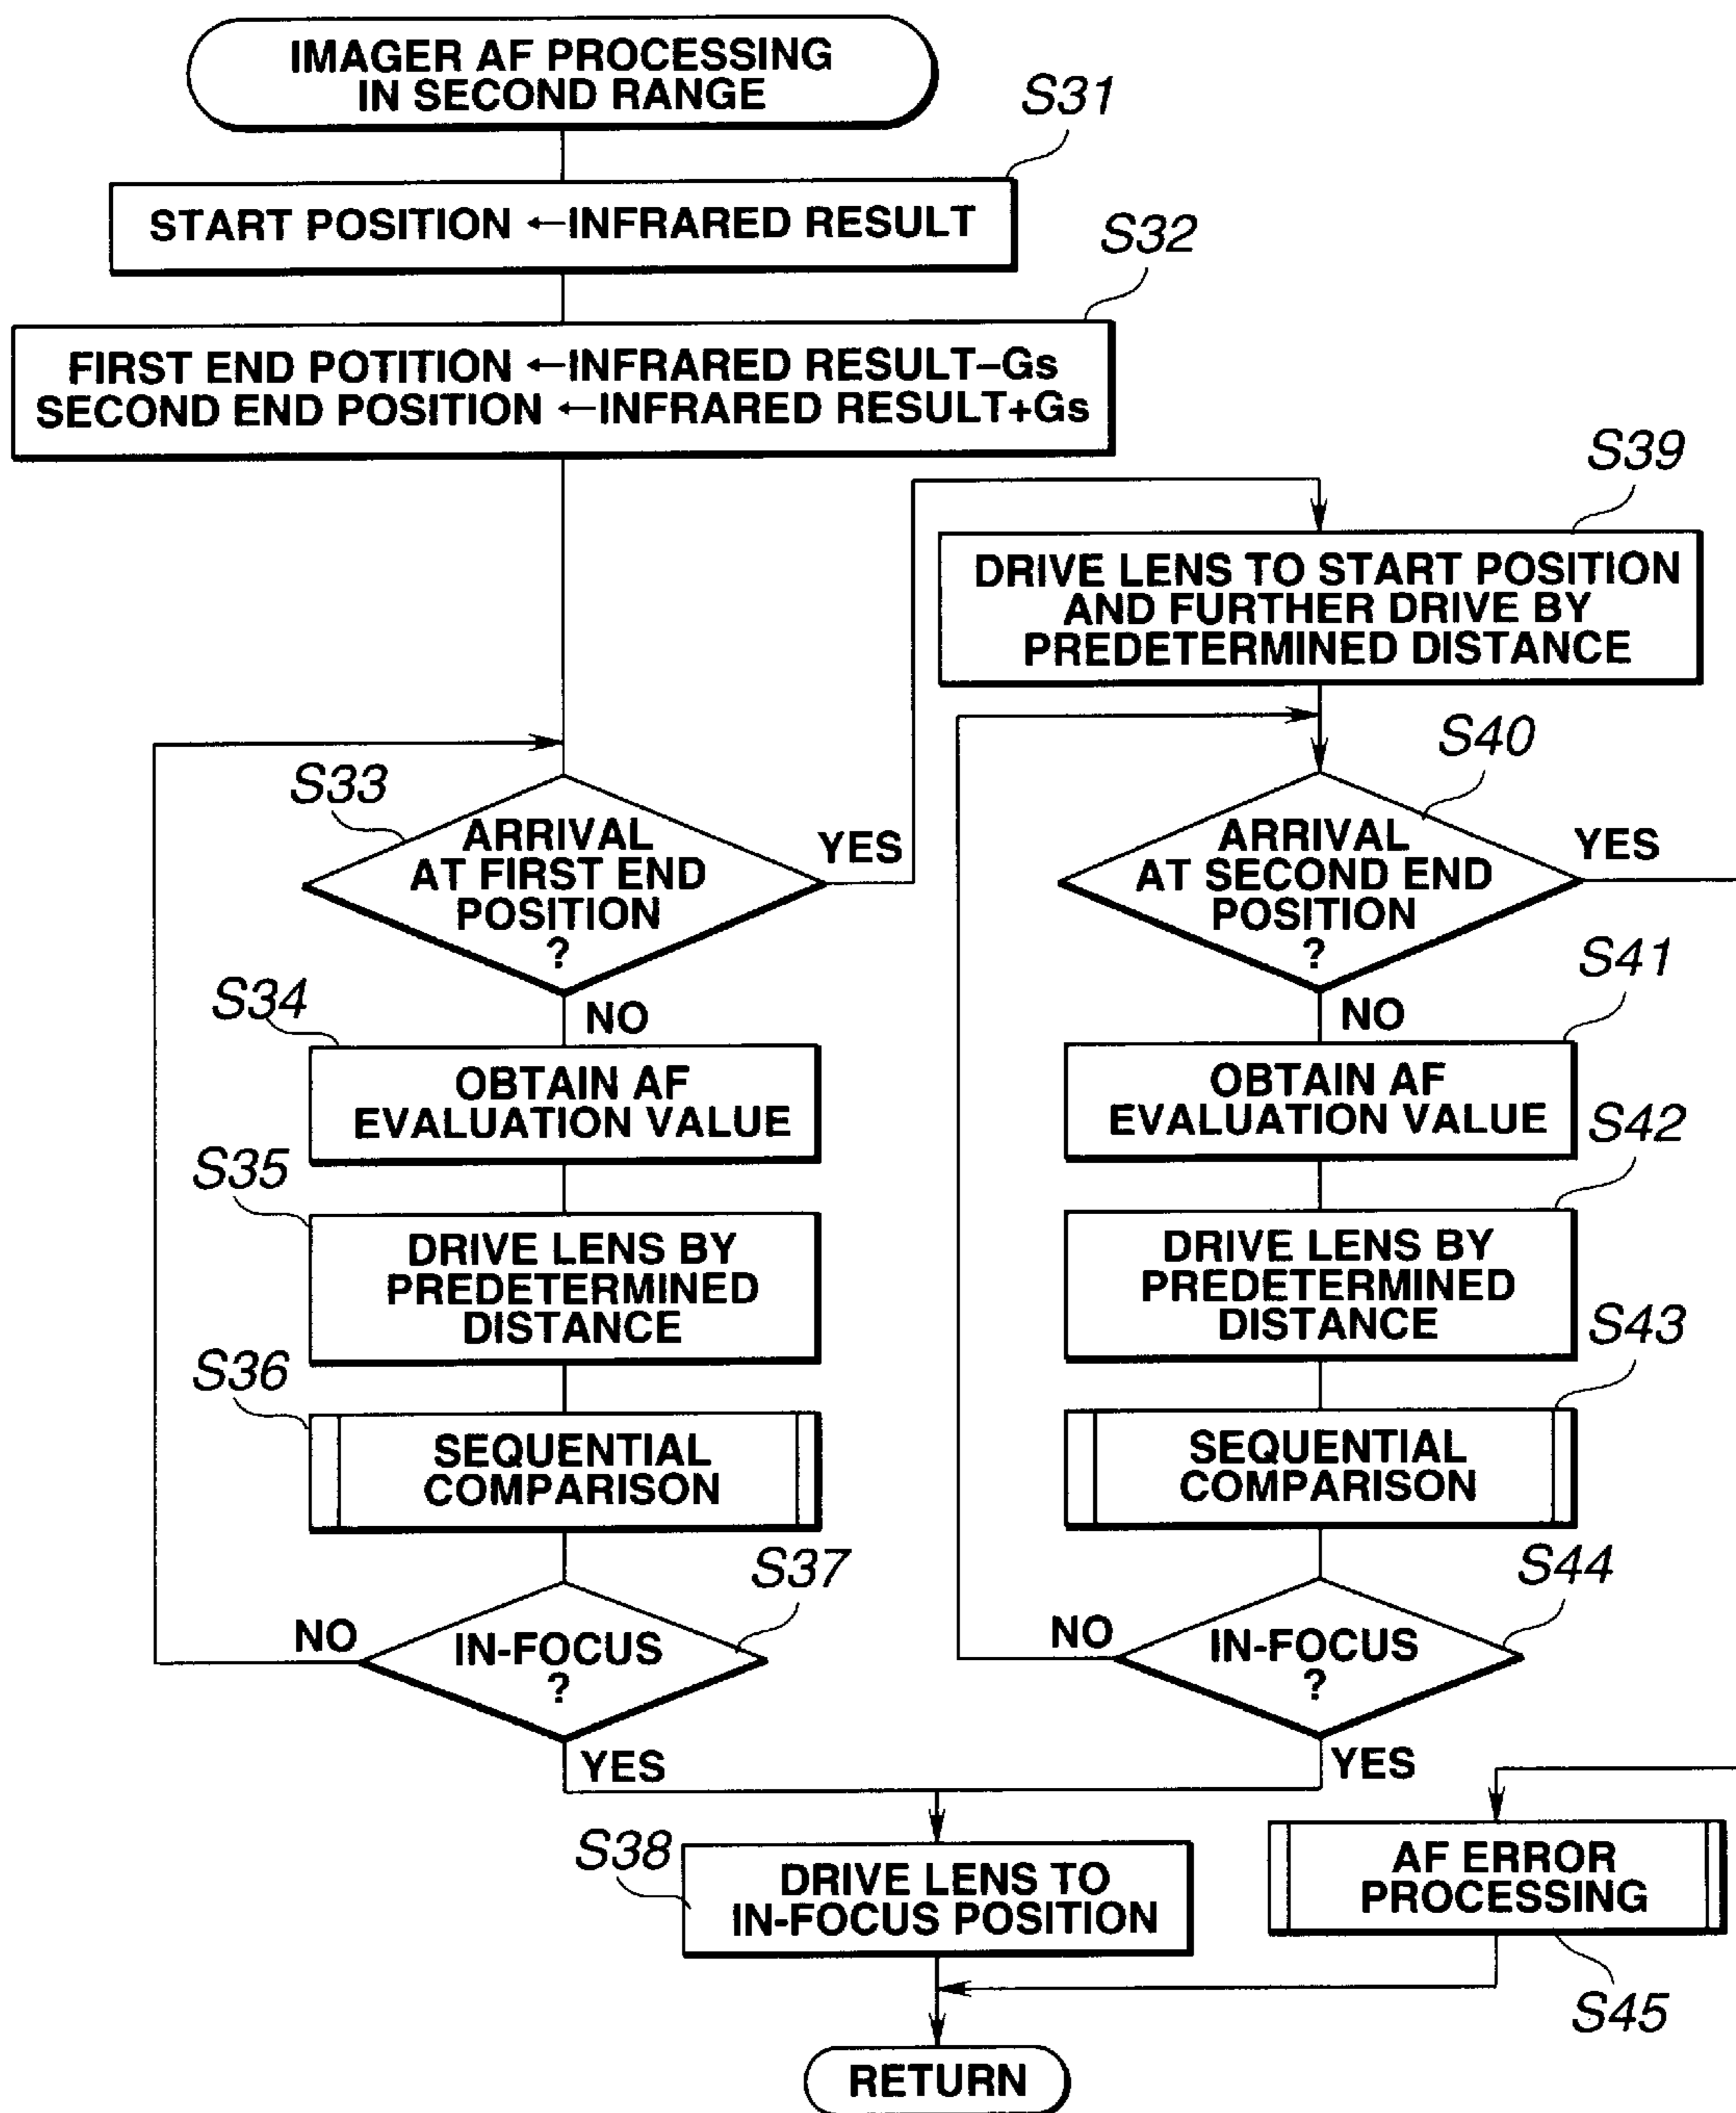 IMAGER AF PROCESSING
IN SECOND RANGE
S31
START POSITION ←INFRARED RESULT
S32
FIRST END POTITION ←INFRARED RESULT–Gs
SECOND END POSITION ←INFRARED RESULT+Gs
S39
DRIVE LENS TO START POSITION
AND FURTHER DRIVE BY
PREDETERMINED DISTANCE
S33
ARRIVAL
AT FIRST END
POSITION
?
YES
NO
S40
ARRIVAL
AT SECOND END
POSITION
?
YES
NO
S34
OBTAIN AF
EVALUATION VALUE
S41
OBTAIN AF
EVALUATION VALUE
S35
DRIVE LENS BY
PREDETERMINED
DISTANCE
S42
DRIVE LENS BY
PREDETERMINED
DISTANCE
S36
SEQUENTIAL
COMPARISON
S43
SEQUENTIAL
COMPARISON
S37
NO
IN-FOCUS
?
YES
S44
NO
IN-FOCUS
?
YES
S38
DRIVE LENS TO
IN-FOCUS POSITION
AF ERROR
PROCESSING
S45
RETURN